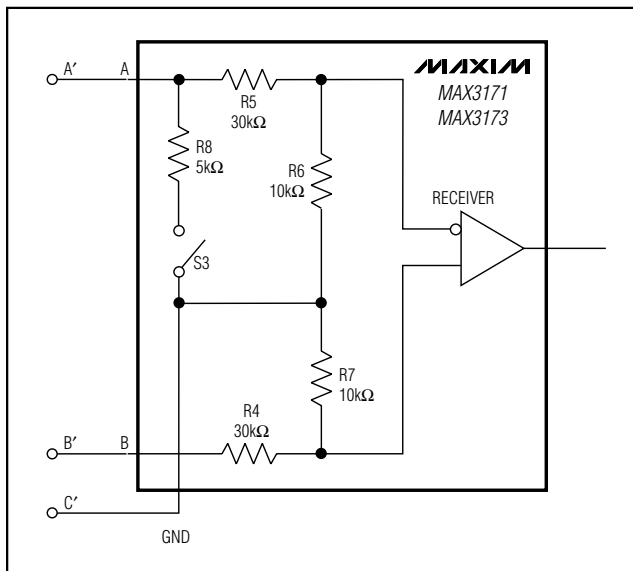 A′
A
R5
30kΩ
MAXIM
MAX3171
MAX3173
R8
5kΩ
R6
10kΩ
RECEIVER
S3
R7
10kΩ
R4
30kΩ
B′
B
C′
GND